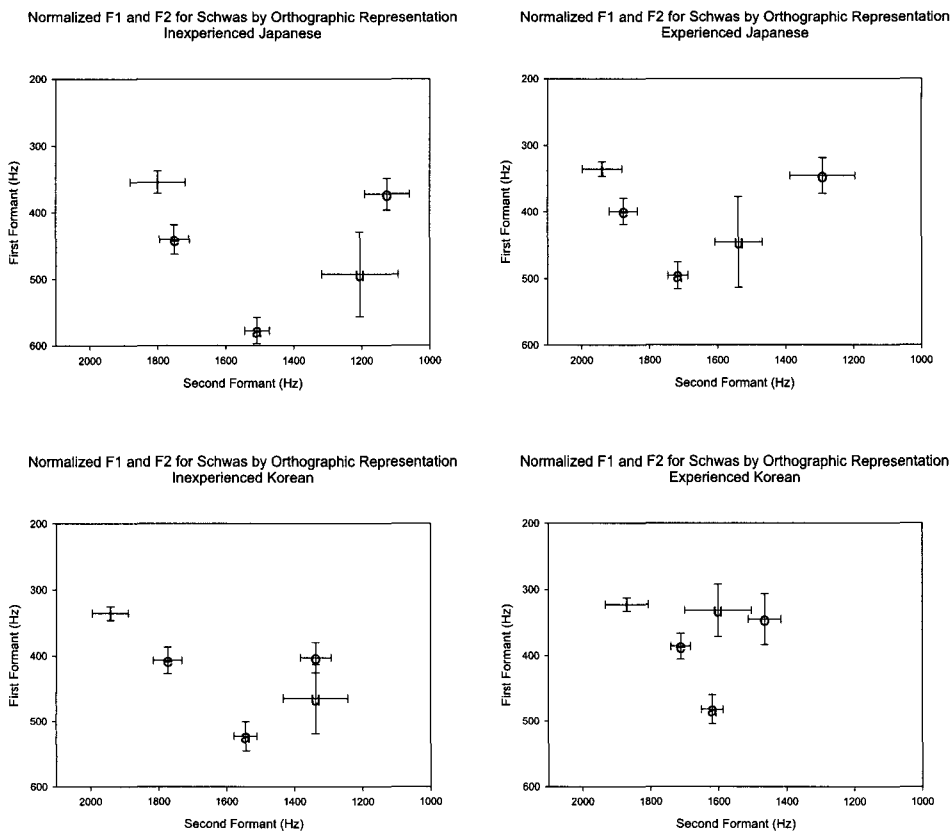 Normalized F1 and F2 for Schwas by Orthographic Representation
Inexperienced Japanese
200
300
400
500
600
First Formant (Hz)
i
e
a
u
o
2000 1800 1600 1400 1200 1000
Second Formant (Hz)
Normalized F1 and F2 for Schwas by Orthographic Representation
Experienced Japanese
200
300
400
500
600
First Formant (Hz)
i
e
a
u
o
2000 1800 1600 1400 1200 1000
Second Formant (Hz)
Normalized F1 and F2 for Schwas by Orthographic Representation
Inexperienced Korean
200
300
400
500
600
First Formant (Hz)
i
e
a
u
o
2000 1800 1600 1400 1200 1000
Second Formant (Hz)
Normalized F1 and F2 for Schwas by Orthographic Representation
Experienced Korean
200
300
400
500
600
First Formant (Hz)
i
e
a
u
o
2000 1800 1600 1400 1200 1000
Second Formant (Hz)